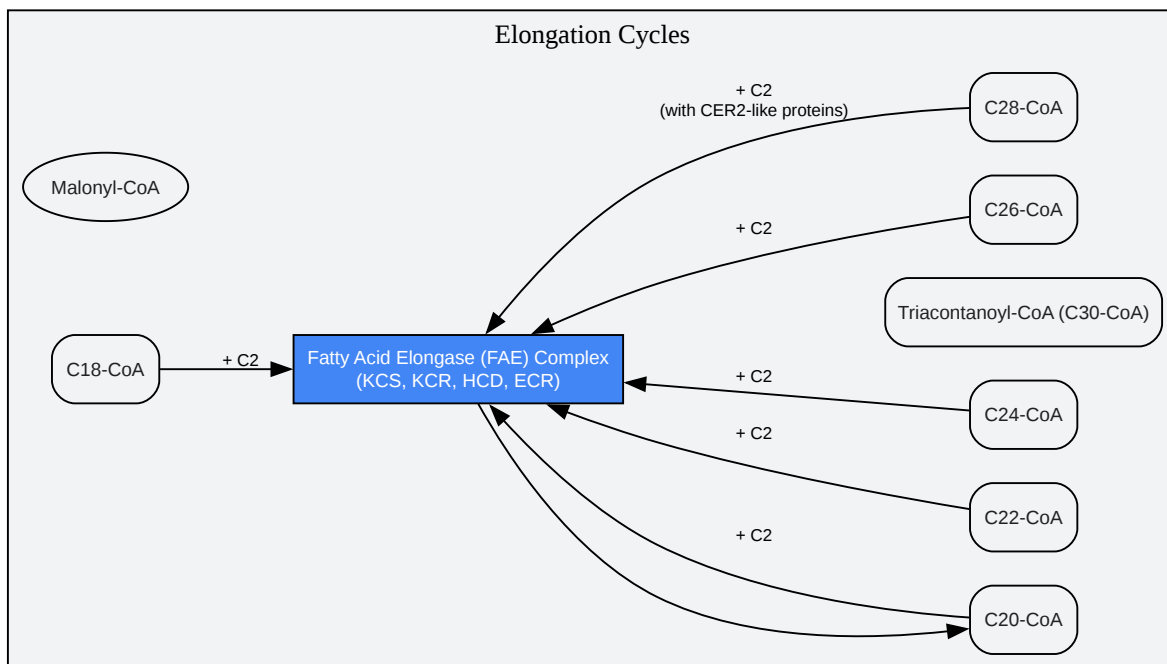 Elongation Cycles
+ C2
(with CER2-like proteins)
C28-CoA
Malonyl-CoA
C26-CoA
+ C2
Triacontanoyl-CoA (C30-CoA)
C18-CoA
+ C2
Fatty Acid Elongase (FAE) Complex
(KCS, KCR, HCD, ECR)
+ C2
C24-CoA
+ C2
C22-CoA
+ C2
C20-CoA